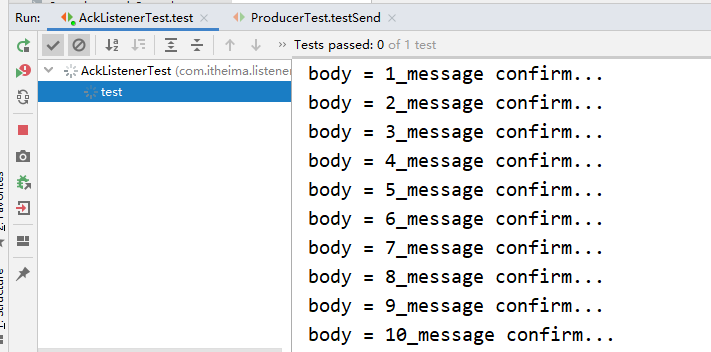 Run: AckListenerTest.test × ProducerTest.testSend ×
Tests passed: 0 of 1 test
AckListenerTest (com.itheima.listener
test
body = 1_message confirm...
body = 2_message confirm...
body = 3_message confirm...
body = 4_message confirm...
body = 5_message confirm...
body = 6_message confirm...
body = 7_message confirm...
body = 8_message confirm...
body = 9_message confirm...
body = 10_message confirm...